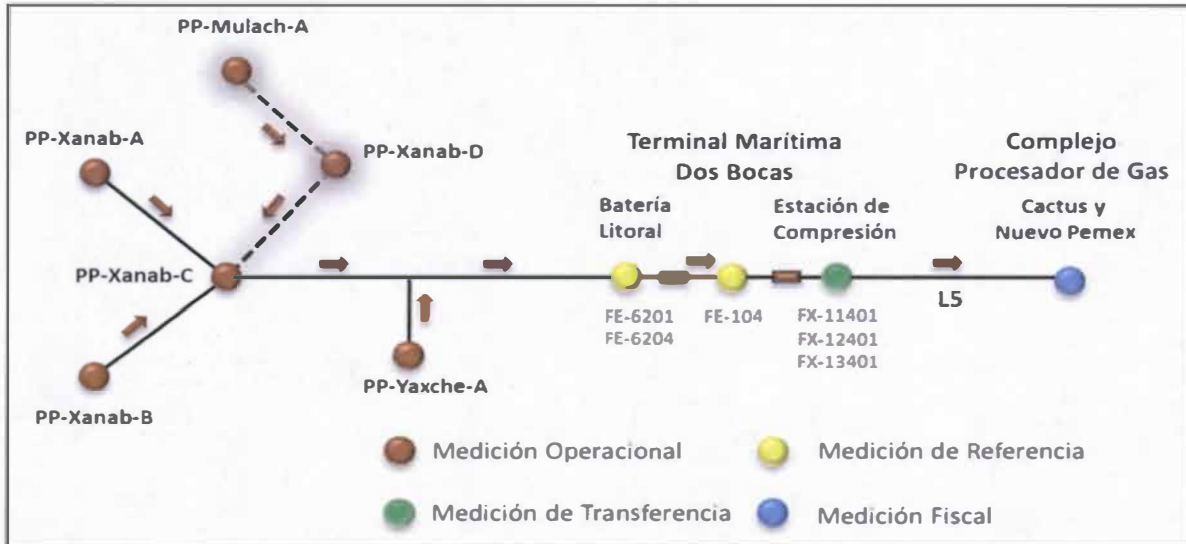 PP-Mulach-A
PP-Xanab-A
PP-Xanab-D
Terminal Marítima
Dos Bocas
Complejo
Procesador de Gas
Batería
Litoral
Estación de
Compresión
Cactus y
Nuevo Pemex
PP-Xanab-C
FE-6201
FE-6204
FE-104
FX-11401
FX-12401
FX-13401
L5
PP-Xanab-B
PP-Yaxche-A
Medición Operacional
Medición de Referencia
Medición de Transferencia
Medición Fiscal